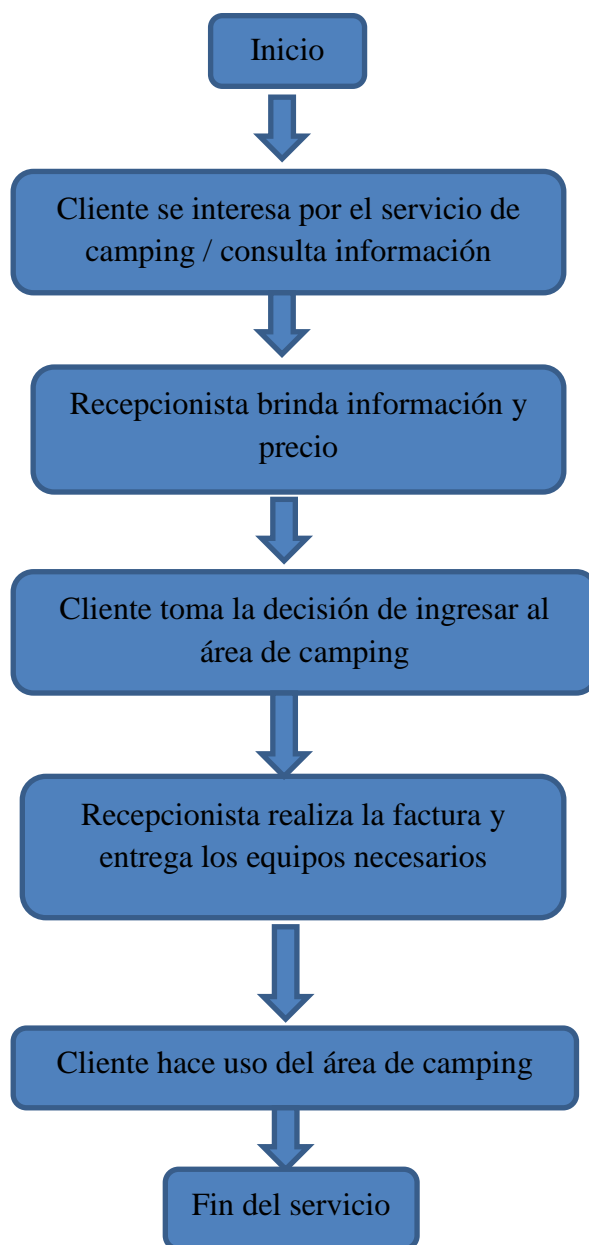 Inicio
Cliente se interesa por el servicio de
camping / consulta información
Recepcionista brinda información y
precio
Cliente toma la decisión de ingresar al
área de camping
Recepcionista realiza la factura y
entrega los equipos necesarios
Cliente hace uso del área de camping
Fin del servicio